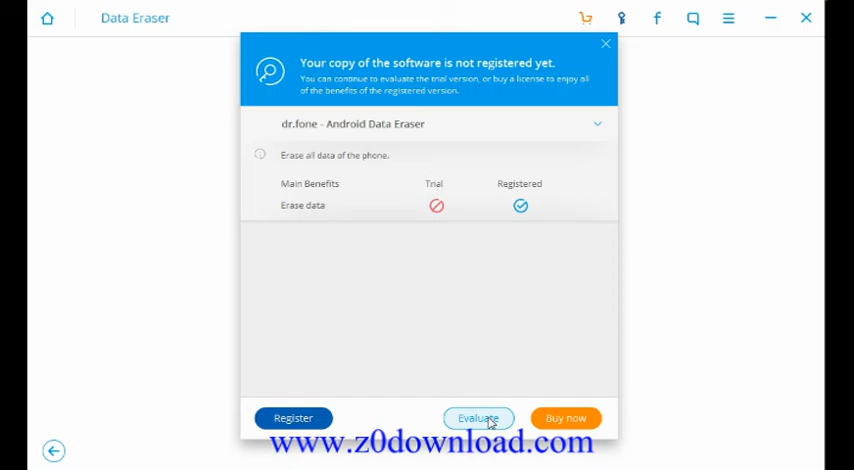 Data Eraser
Your copy of the software is not registered yet.
You can continue to evaluate the trial version, or buy a license to enjoy all
of the benefits of the registered version.
dr.fone - Android Data Eraser
Erase all data of the phone.
Main Benefits Trial Registered
Erase data
Register Evaluate Buy now
www.z0download.com